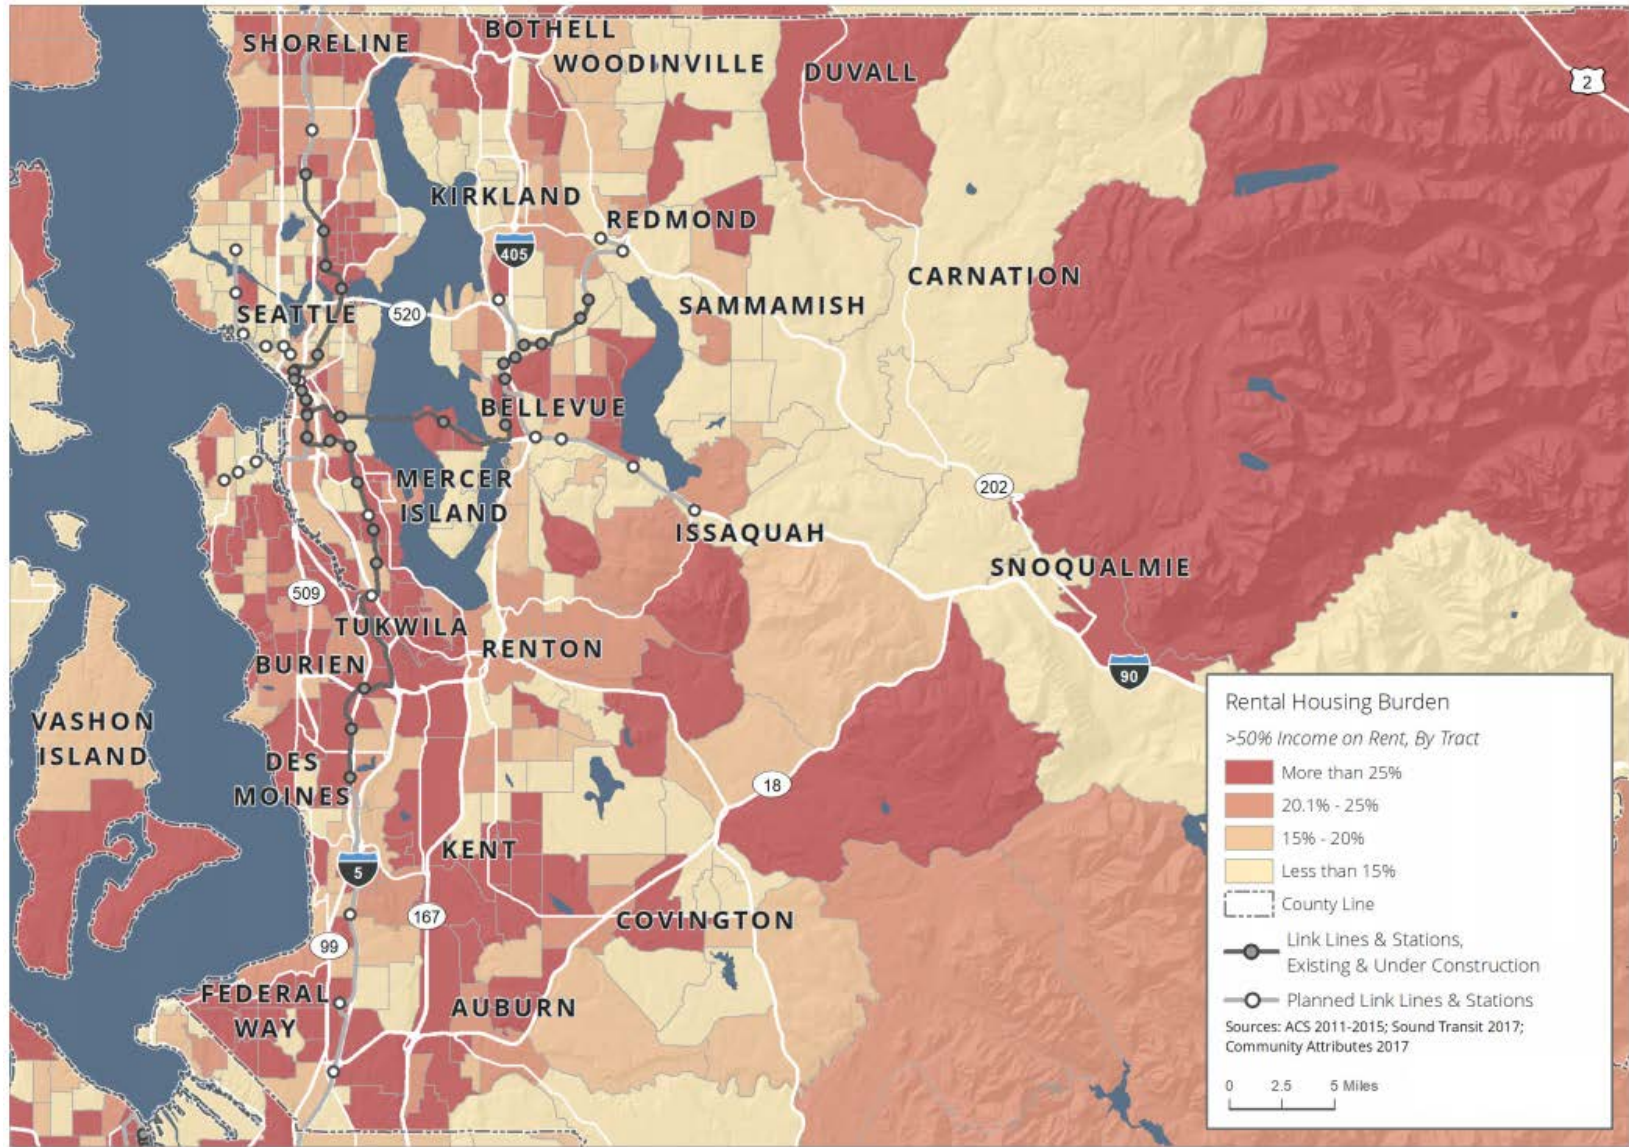 SHORELINE
BOTHELL
WOODINVILLE
DUVALL
2
KIRKLAND
REDMOND
405
CARNATION
SAMMAMISH
SEATTLE
520
BELLEVUE
MERCER
ISLAND
202
ISSAQUAH
SNOQUALMIE
509
TUKWILA
RENTON
BURIEN
90
VASHON
ISLAND
DES
MOINES
18
KENT
5
167
COVINGTON
99
FEDERAL
WAY
AUBURN
Rental Housing Burden
>50% Income on Rent, By Tract
More than 25%
20.1% - 25%
15% - 20%
Less than 15%
County Line
Link Lines & Stations,
Existing & Under Construction
Planned Link Lines & Stations
Sources: ACS 2011-2015; Sound Transit 2017;
Community Attributes 2017
0 2.5 5 Miles